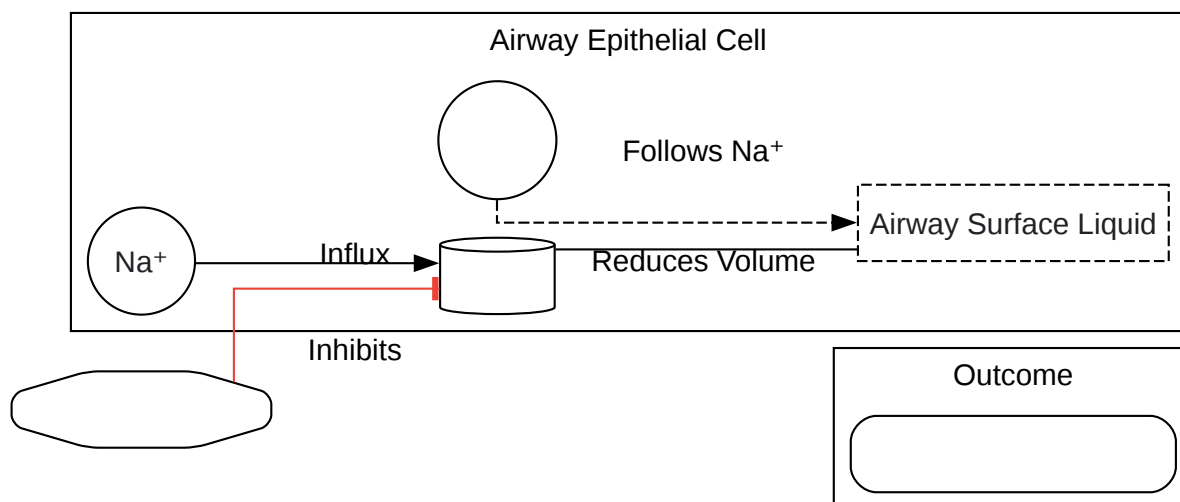 Airway Epithelial Cell
Follows Na⁺
Airway Surface Liquid
Na⁺
Influx
Reduces Volume
Inhibits
Outcome